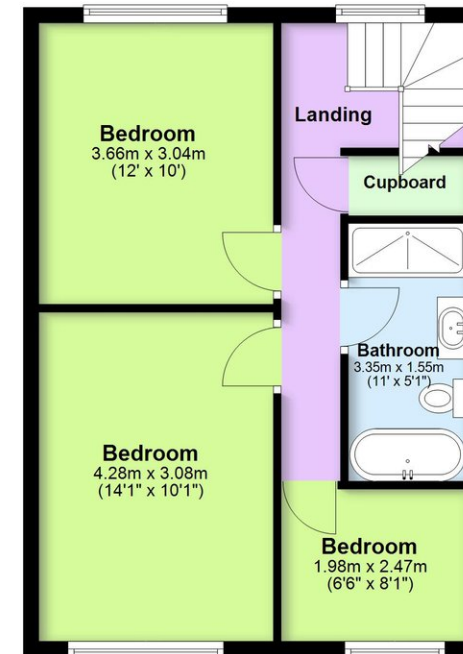 Bedroom
3.66m x 3.04m
(12' x 10')
Landing
Cupboard
Bathroom
3.35m x 1.55m
(11' x 5'1")
Bedroom
4.28m x 3.08m
(14'1" x 10'1")
Bedroom
1.98m x 2.47m
(6'6" x 8'1")